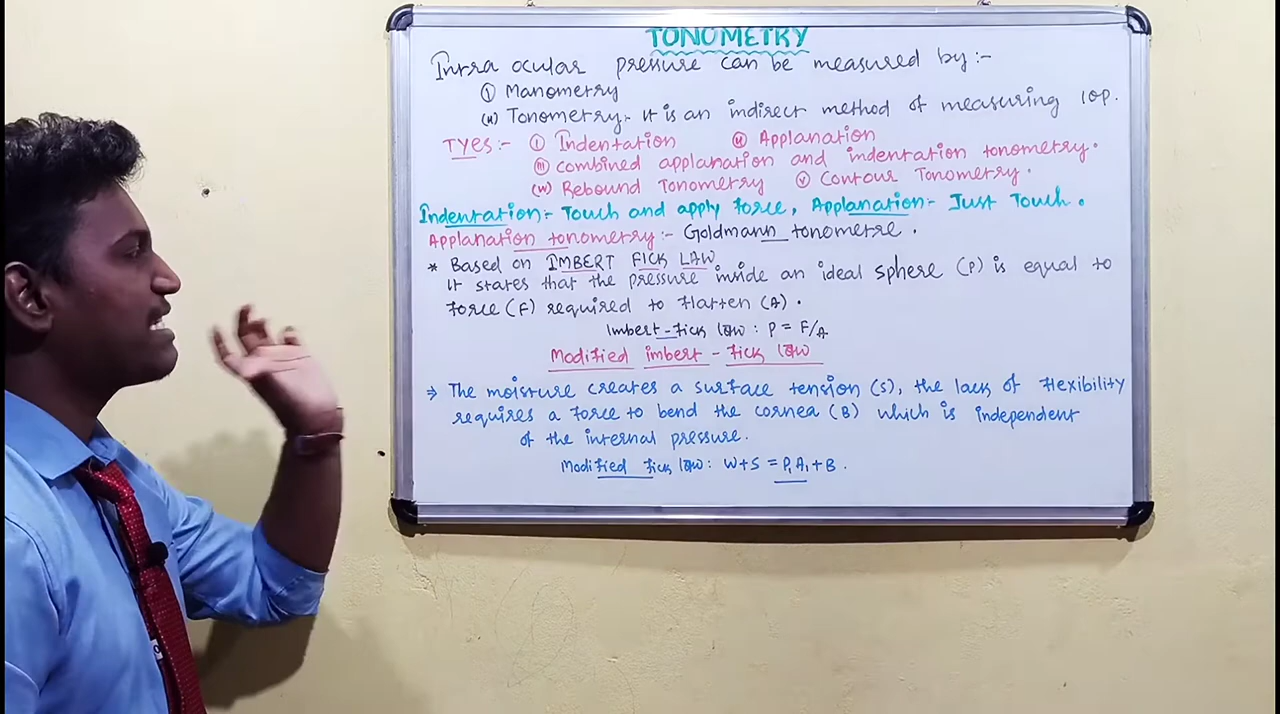 TONOMETRY
Intra ocular pressure can be measured by :-
(i) Manometry
(ii) Tonometry:- it is an indirect method of measuring IOP.
TYes :- (i) Indentation (ii) Applanation
(iii) combined applanation and indentation tonometry.
(iv) Rebound Tonometry (v) Contour Tonometry.
Indentation:- Touch and apply force, Applanation:- Just Touch.
Applanation tonometry:- Goldmann tonometre.
* Based on IMBERT FICK LAW
It states that the pressure inside an ideal sphere (P) is equal to
force (F) required to flatten (A).
Imbert-fick law : P = F/A
Modified imbert-fick law
⇒ The moisture creates a surface tension (S), the lack of flexibility
requires a force to bend the cornea (B) which is independent
of the internal pressure.
Modified fick law: W+S = P₁A₁+B.